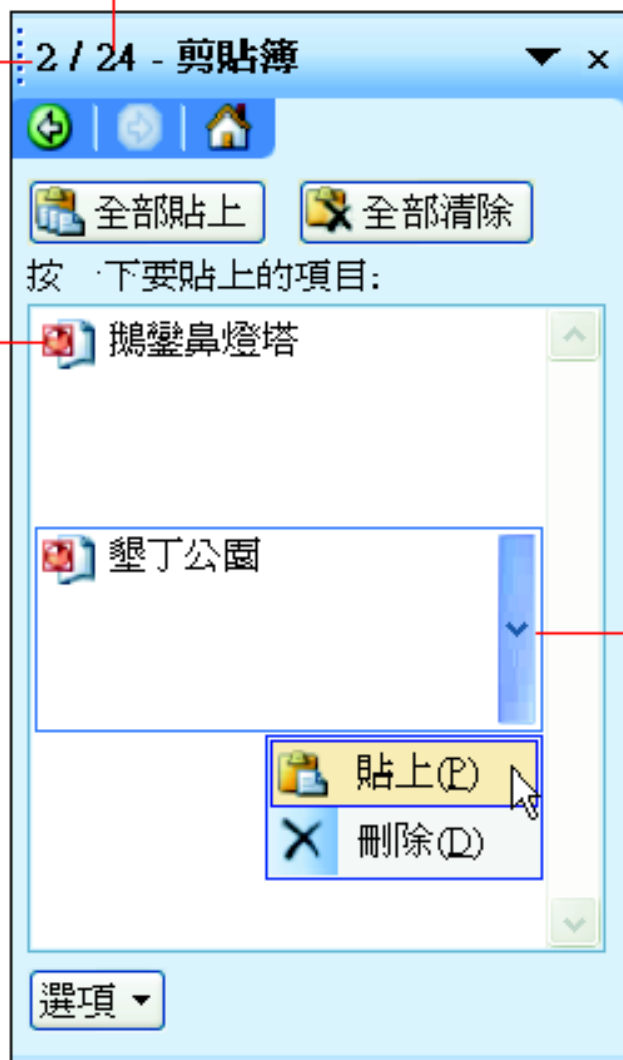 2 / 24 - 剪貼簿
全部貼上 全部清除
按一下要貼上的項目:
鵝鑾鼻燈塔
墾丁公園
貼上(P)
刪除(D)
選項